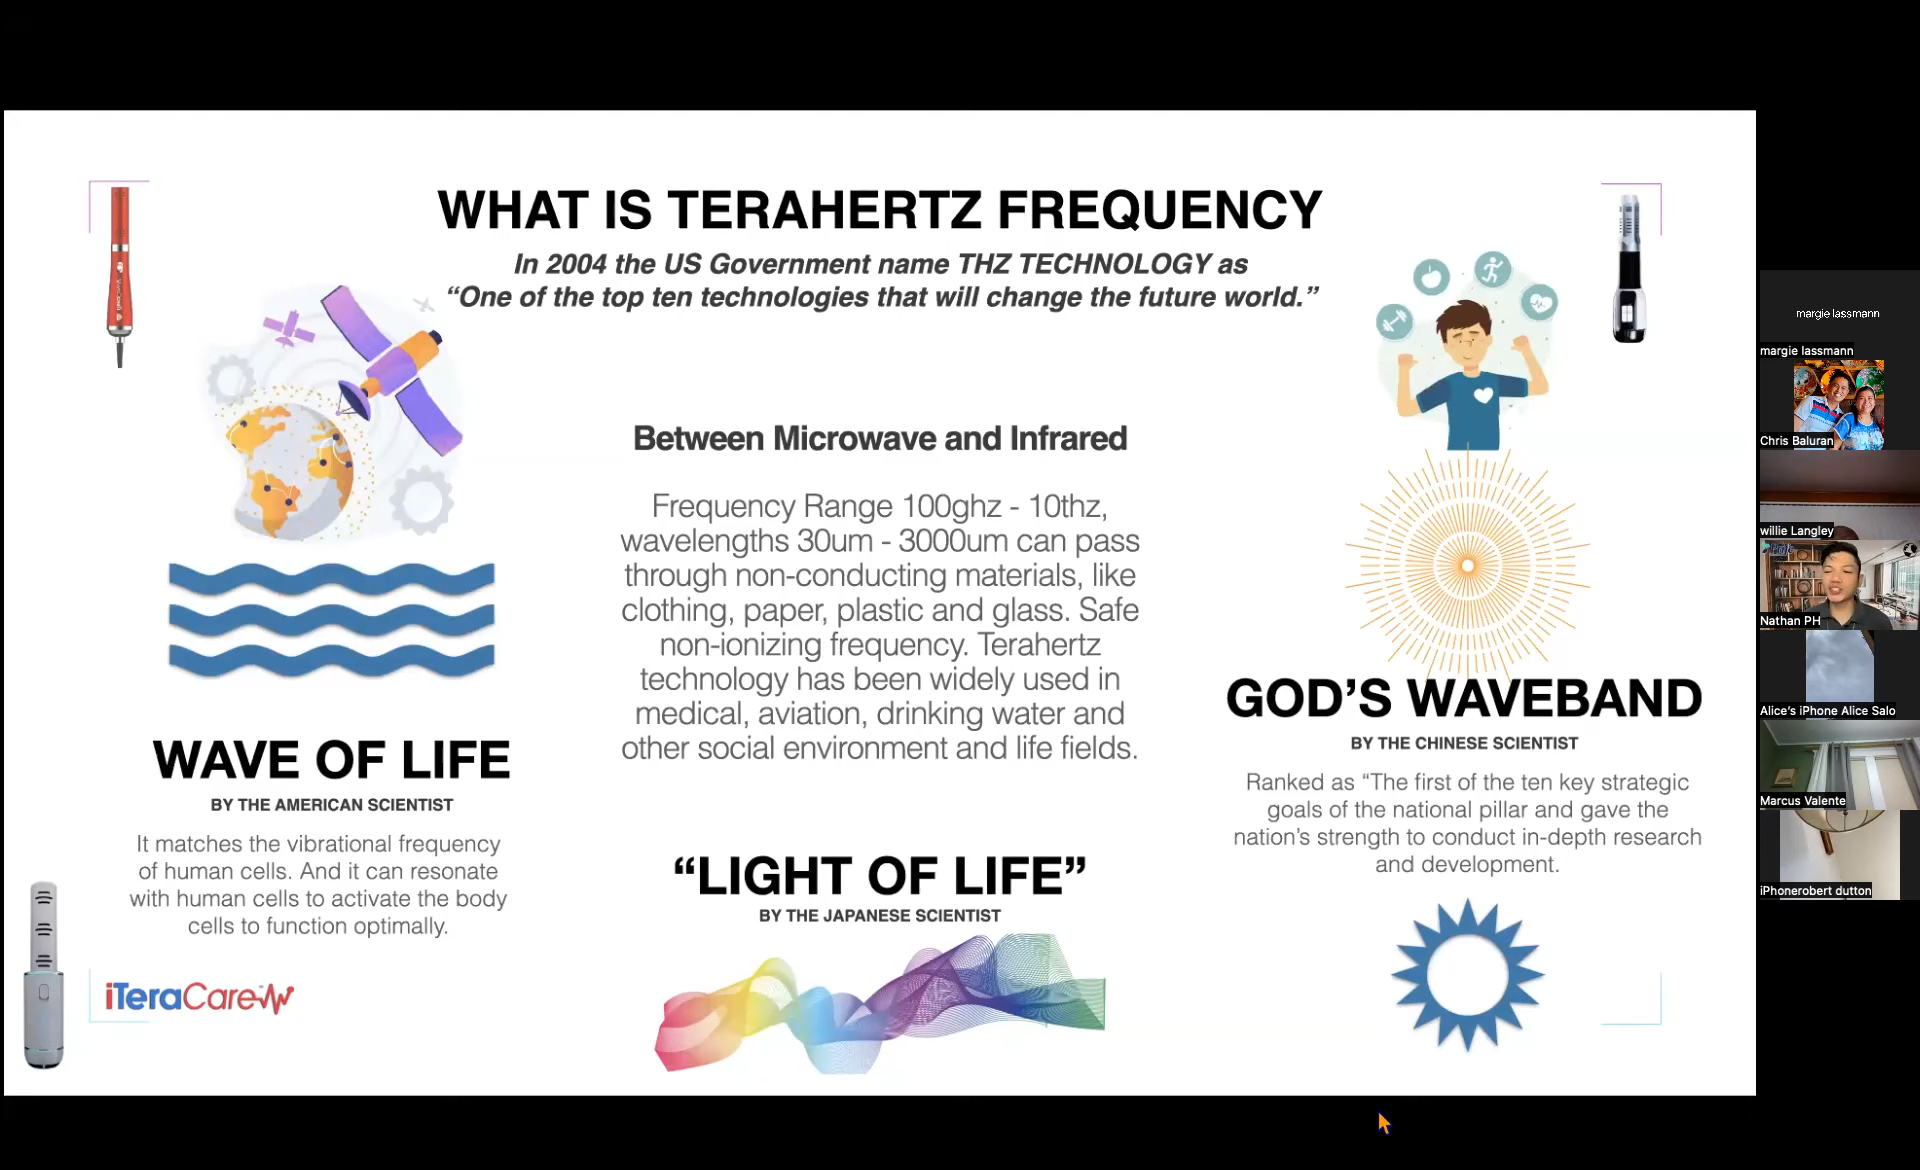 WHAT IS TERAHERTZ FREQUENCY
In 2004 the US Government name THZ TECHNOLOGY as
“One of the top ten technologies that will change the future world.”
Between Microwave and Infrared
Frequency Range 100ghz - 10thz,
wavelengths 30um - 3000um can pass
through non-conducting materials, like
clothing, paper, plastic and glass. Safe
non-ionizing frequency. Terahertz
technology has been widely used in
medical, aviation, drinking water and
other social environment and life fields.
WAVE OF LIFE
BY THE AMERICAN SCIENTIST
It matches the vibrational frequency
of human cells. And it can resonate
with human cells to activate the body
cells to function optimally.
iTeraCare
“LIGHT OF LIFE”
BY THE JAPANESE SCIENTIST
GOD’S WAVEBAND
BY THE CHINESE SCIENTIST
Ranked as “The first of the ten key strategic
goals of the national pillar and gave the
nation’s strength to conduct in-depth research
and development.
margie lassmann
margie lassmann
Chris Baluran
willie Langley
Nathan PH
Alice’s iPhone Alice Salo
Marcus Valente
iPhonerobert dutton